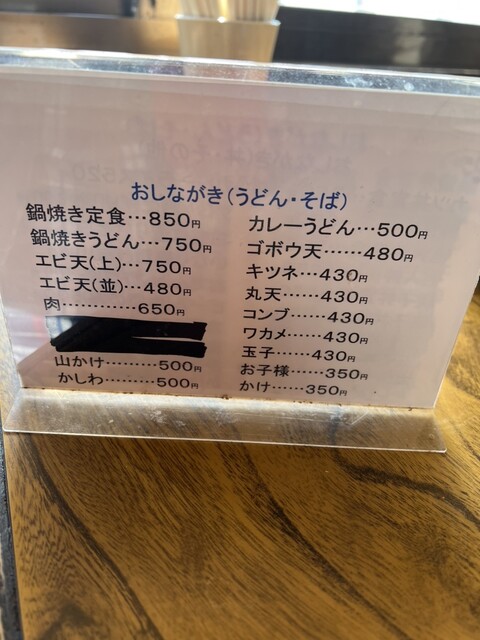 おしながき(うどん・そば)
鍋焼き定食…850円
鍋焼きうどん…750円
エビ天(上)…750円
エビ天(並)…480円
肉…………650円
山かけ………500円
かしわ………500円
カレーうどん…500円
ゴボウ天……480円
キツネ……430円
丸天……430円
コンブ……430円
ワカメ……430円
玉子……430円
お子様……350円
かけ……350円